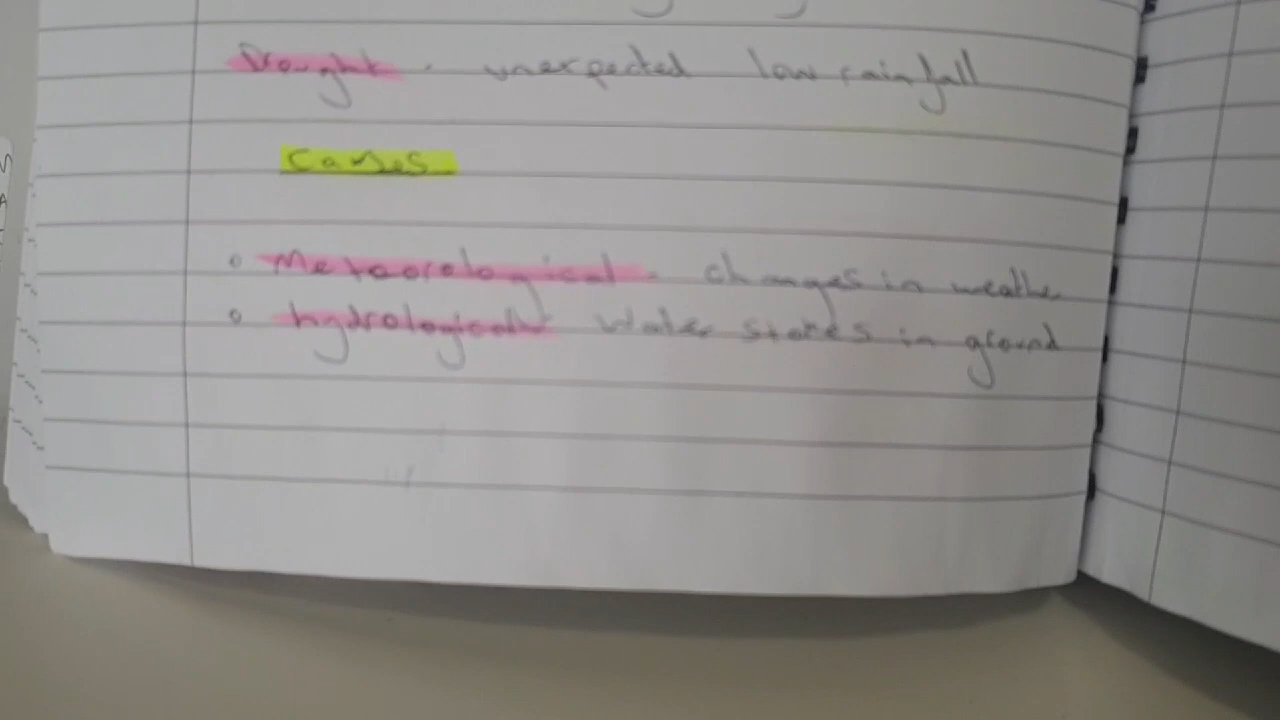 Drought - unexpected low rainfall
Causes
• Meteorological - changes in weather
• hydrological - Water stores in ground